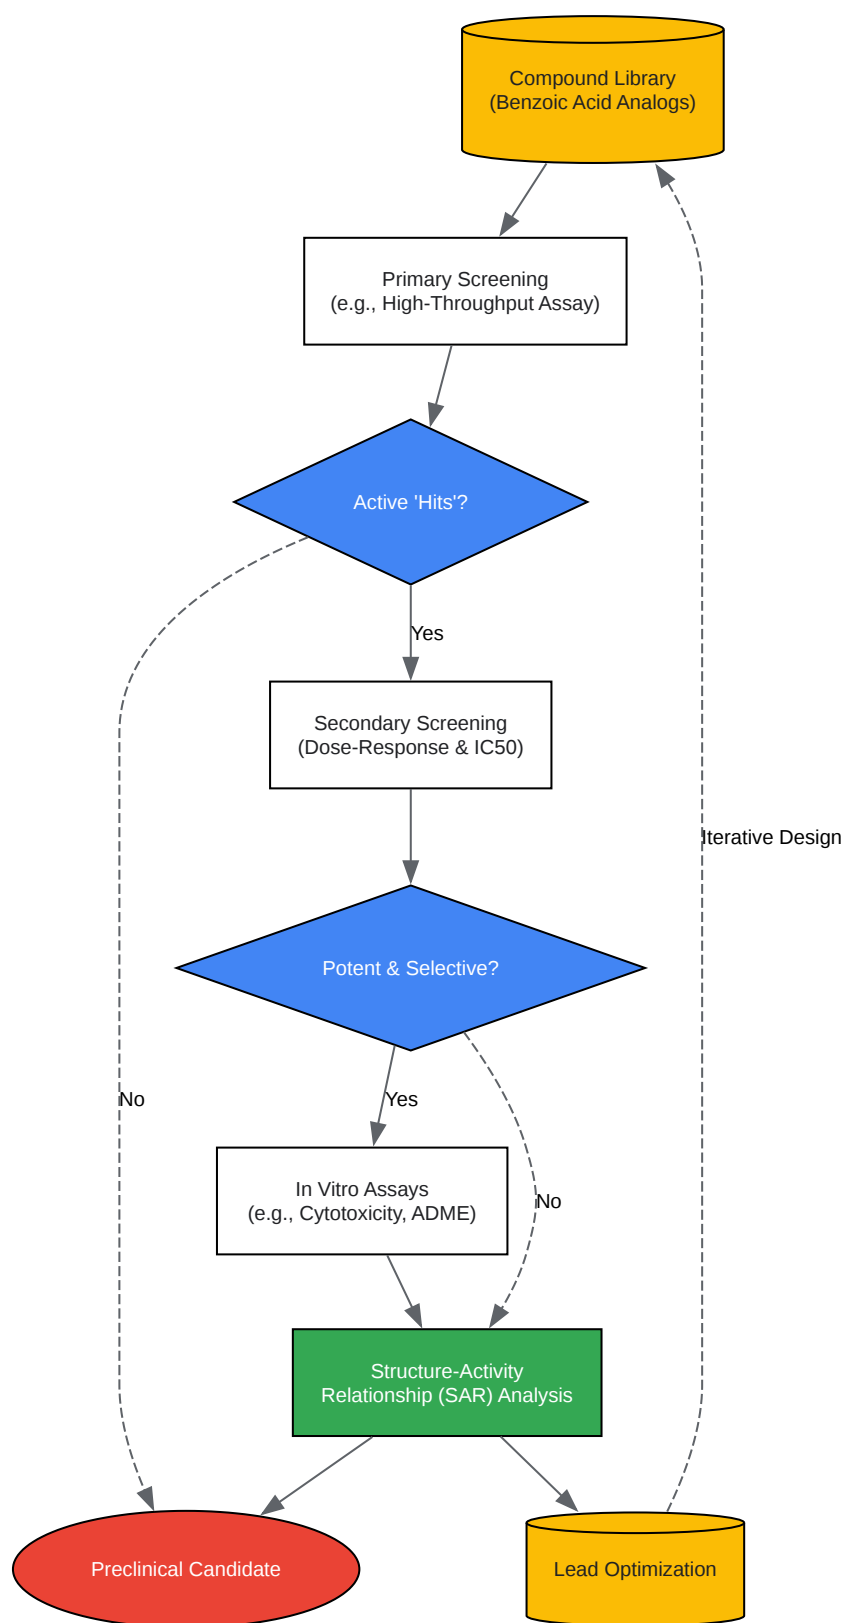 Compound Library
(Benzoic Acid Analogs)
Primary Screening
(e.g., High-Throughput Assay)
Active 'Hits'?
Yes
Secondary Screening
(Dose-Response & IC50)
Iterative Design
Potent & Selective?
No
Yes
In Vitro Assays
(e.g., Cytotoxicity, ADME)
No
Structure-Activity
Relationship (SAR) Analysis
Preclinical Candidate
Lead Optimization